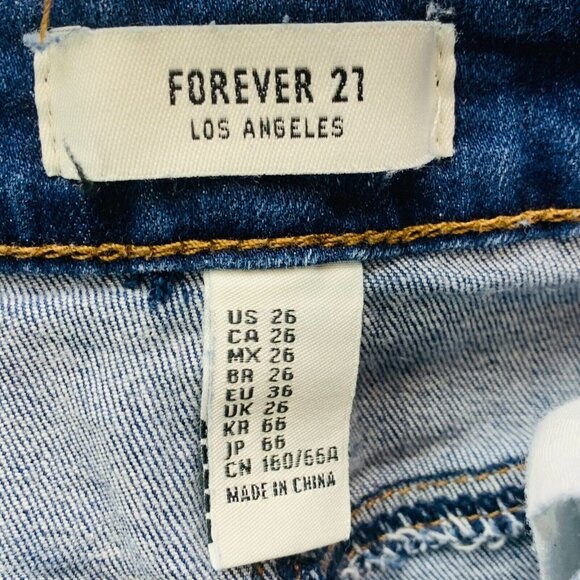 FOREVER 21
LOS ANGELES
US 26
CA 26
MX 26
BR 26
EU 36
UK 26
KR 66
JP 66
CN 160/66A
MADE IN CHINA